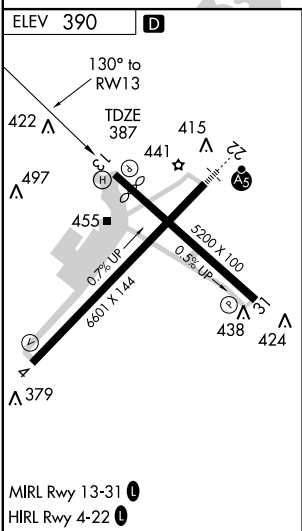 ELEV 390 D
130° to
RW13
TDZE
387
422
415
22
441
A5
497
13
P
H
455
5200 X 100
0.7% UP
0.5% UP
6601 X 144
P
31
438
424
V
4
379
MIRL Rwy 13-31 L
HIRL Rwy 4-22 L